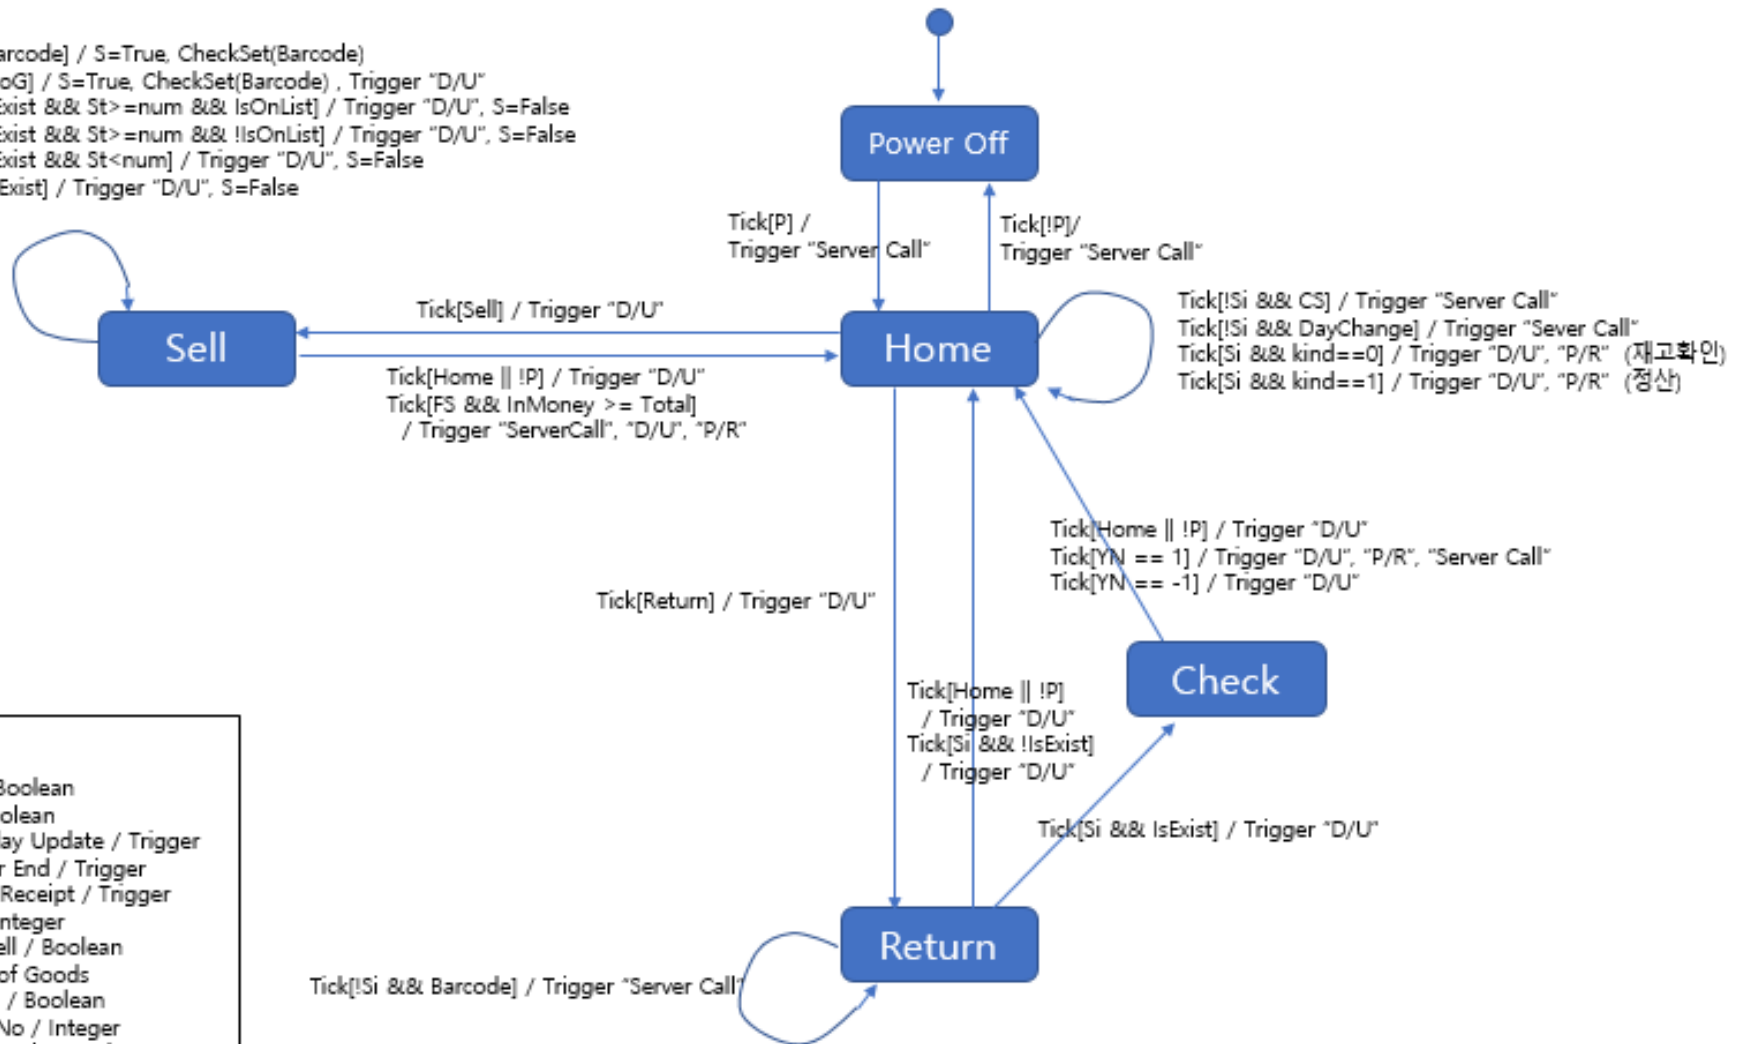 arcode] / S=True, CheckSet(Barcode)
oG] / S=True, CheckSet(Barcode) , Trigger "D/U"
Exist && St>=num && IsOnList] / Trigger "D/U", S=False
Exist && St>=num && !IsOnList] / Trigger "D/U", S=False
Exist && St<num] / Trigger "D/U", S=False
Exist] / Trigger "D/U", S=False
Power Off
Tick[P] /
Trigger "Server Call"
Tick[!P]/
Trigger "Server Call"
Tick[Sell] / Trigger "D/U"
Sell
Home
Tick[!Si && CS] / Trigger "Server Call"
Tick[!Si && DayChange] / Trigger "Sever Call"
Tick[Si && kind==0] / Trigger "D/U", "P/R" (재고확인)
Tick[Si && kind==1] / Trigger "D/U", "P/R" (정산)
Tick[Home || !P] / Trigger "D/U"
Tick[FS && InMoney >= Total]
/ Trigger "ServerCall", "D/U", "P/R"
Tick[Home || !P] / Trigger "D/U"
Tick[YN == 1] / Trigger "D/U", "P/R", "Server Call"
Tick[YN == -1] / Trigger "D/U"
Tick[Return] / Trigger "D/U"
Check
Tick[Home || !P]
/ Trigger "D/U"
Tick[Si && !IsExist]
/ Trigger "D/U"
Tick[Si && IsExist] / Trigger "D/U"
Return
Tick[!Si && Barcode] / Trigger "Server Call"
Boolean
olean
lay Update / Trigger
r End / Trigger
Receipt / Trigger
nteger
ell / Boolean
of Goods
/ Boolean
No / Integer